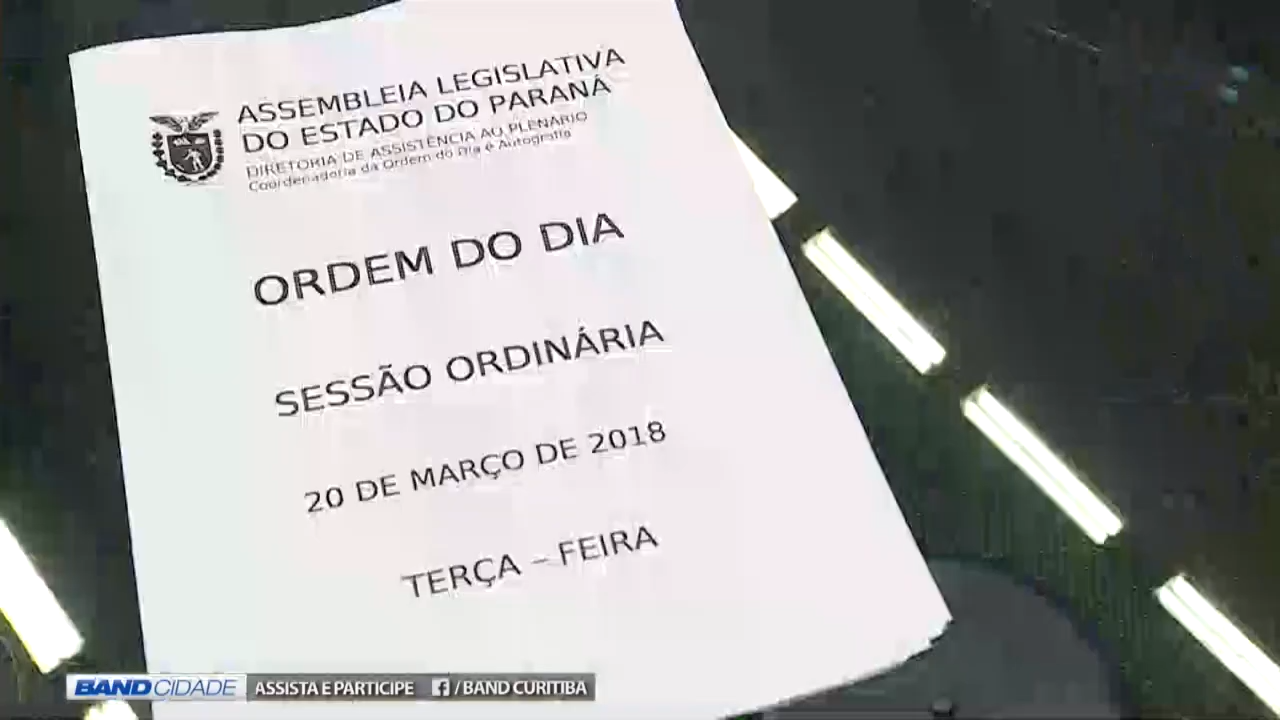 ASSEMBLEIA LEGISLATIVA
DO ESTADO DO PARANÁ
DIRETORIA DE ASSISTÊNCIA AO PLENÁRIO
Coordenadoria da Ordem do Dia e Autografia
ORDEM DO DIA
SESSÃO ORDINÁRIA
20 DE MARÇO DE 2018
TERÇA – FEIRA
BAND CIDADE ASSISTA E PARTICIPE f /BAND CURITIBA